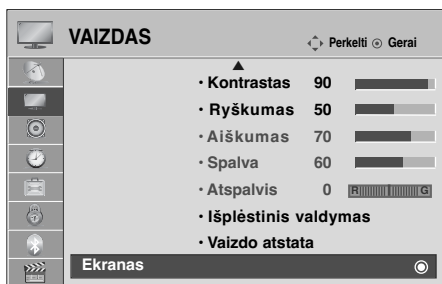 VAIZDAS
Perkelti Gerai
• Kontrastas 90
• Ryškumas 50
• Aiškumas 70
• Spalva 60
• Atspalvis 0 R G
• Išplėstinis valdymas
• Vaizdo atstata
Ekranas